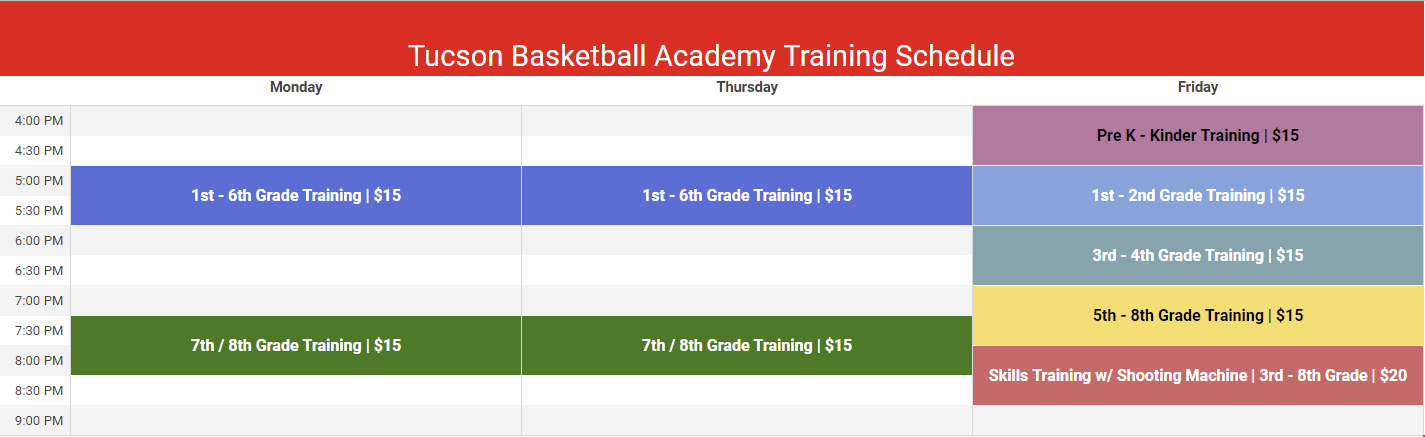 Tucson Basketball Academy Training Schedule
Monday Thursday Friday
4:00 PM
Pre K - Kinder Training | $15
4:30 PM
5:00 PM
1st - 6th Grade Training | $15 1st - 6th Grade Training | $15 1st - 2nd Grade Training | $15
5:30 PM
6:00 PM
3rd - 4th Grade Training | $15
6:30 PM
7:00 PM
5th - 8th Grade Training | $15
7:30 PM
7th / 8th Grade Training | $15 7th / 8th Grade Training | $15
8:00 PM
Skills Training w/ Shooting Machine | 3rd - 8th Grade | $20
8:30 PM
9:00 PM